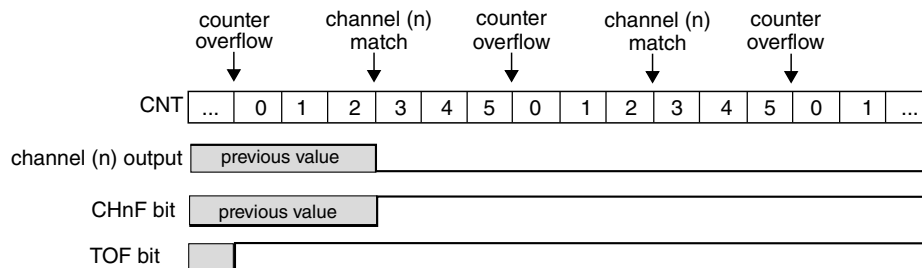 counter
overflow
channel (n)
match
counter
overflow
channel (n)
match
counter
overflow
CNT ... 0 1 2 3 4 5 0 1 2 3 4 5 0 1 ...
channel (n) output previous value
CHnF bit previous value
TOF bit